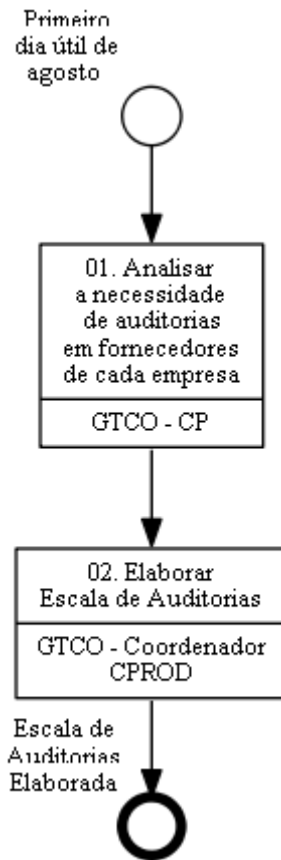 Primeiro
dia útil de
agosto
01. Analisar
a necessidade
de auditorias
em fornecedores
de cada empresa
GTCO - CP
02. Elaborar
Escala de Auditorias
GTCO - Coordenador
CPROD
Escala de
Auditorias
Elaborada